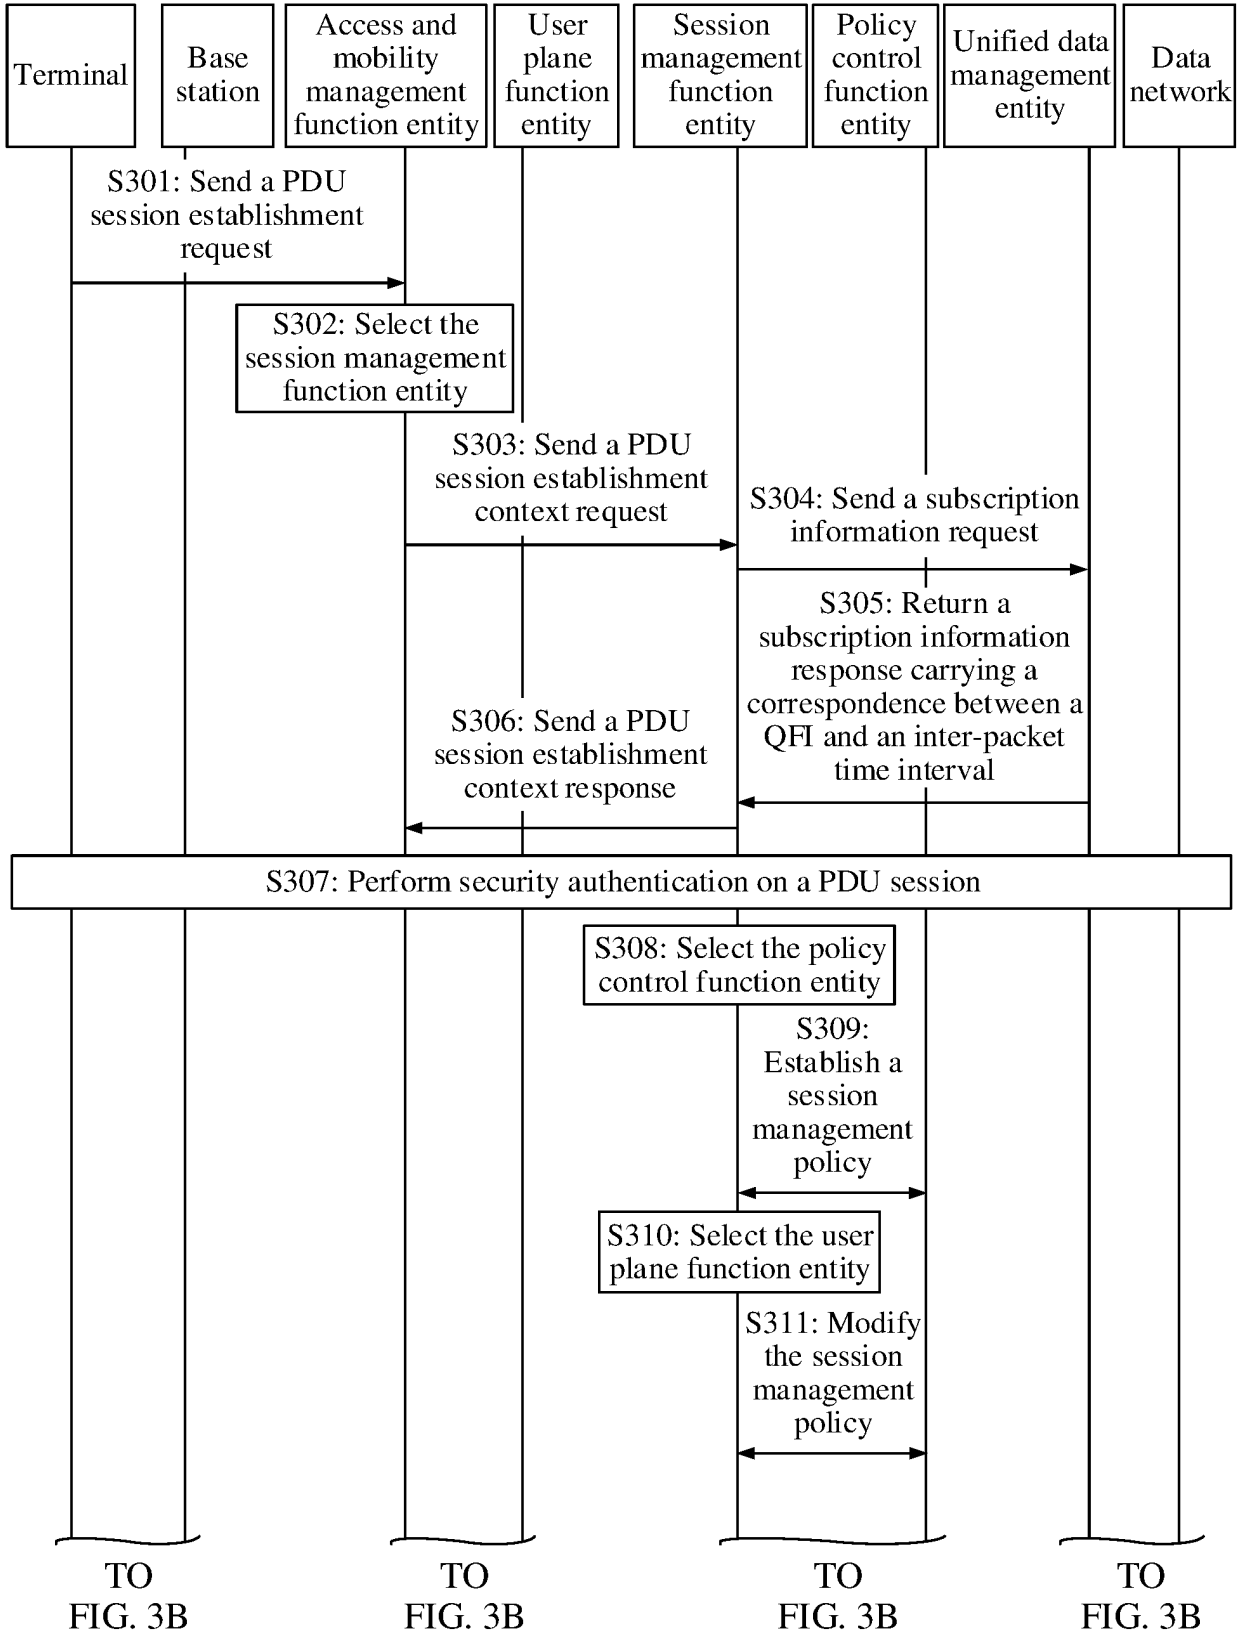 Terminal
Base
station
Access and
mobility
management
function entity
User
plane
function
entity
Session
management
function
entity
Policy
control
function
entity
Unified data
management
entity
Data
network
S301: Send a PDU
session establishment
request
S302: Select the
session management
function entity
S303: Send a PDU
session establishment
context request
S304: Send a subscription
information request
S305: Return a
subscription information
response carrying a
correspondence between a
QFI and an inter-packet
time interval
S306: Send a PDU
session establishment
context response
S307: Perform security authentication on a PDU session
S308: Select the policy
control function entity
S309:
Establish a
session
management
policy
S310: Select the user
plane function entity
S311: Modify
the session
management
policy
TO
FIG. 3B
TO
FIG. 3B
TO
FIG. 3B
TO
FIG. 3B